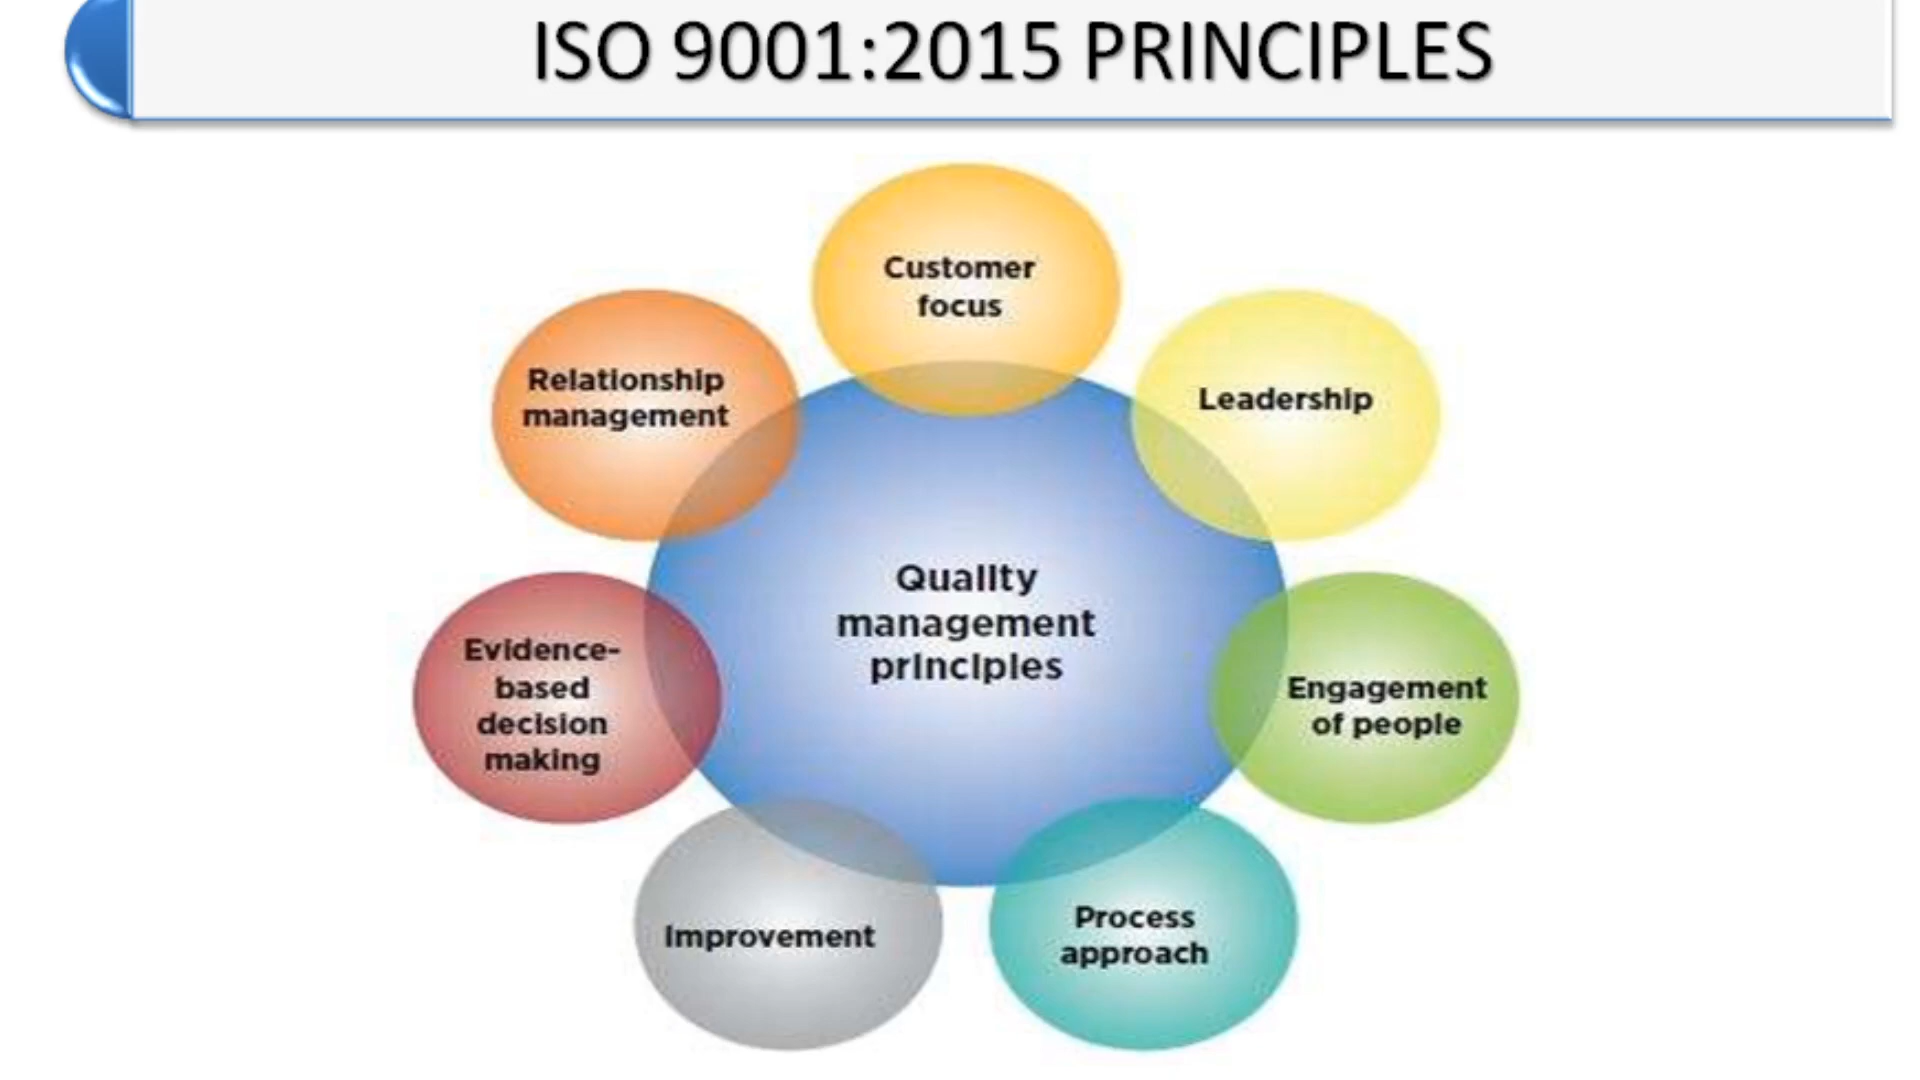 ISO 9001:2015 PRINCIPLES
Customer
focus
Relationship
management
Leadership
Quality
management
principles
Evidence-
based
decision
making
Engagement
of people
Improvement
Process
approach